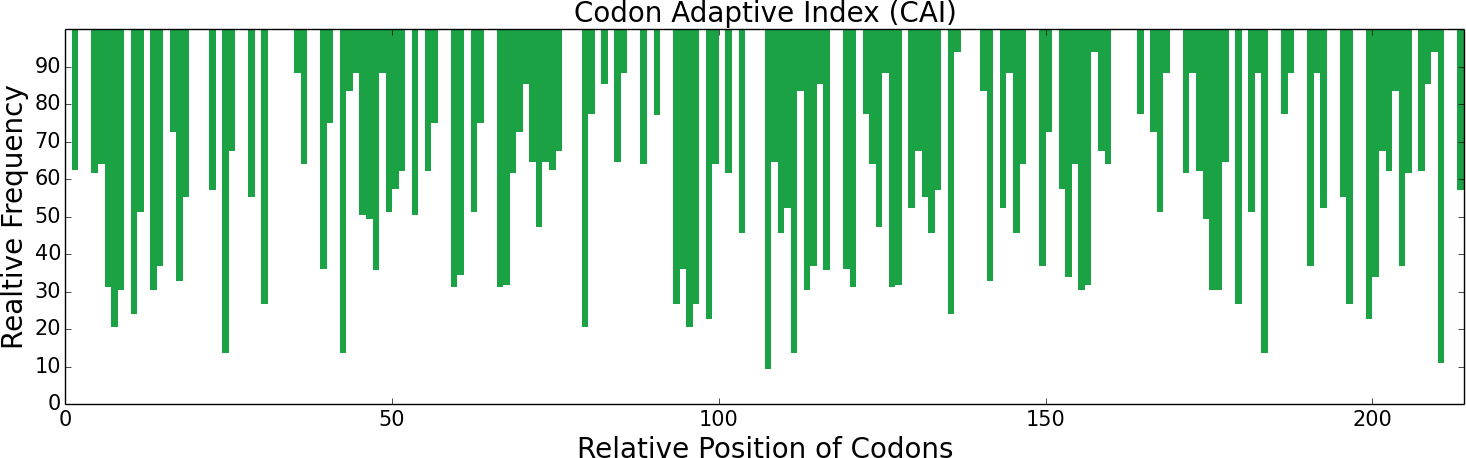 Codon Adaptive Index (CAI)
Realtive Frequency
90
80
70
60
50
40
30
20
10
0
0 50 100 150 200
Relative Position of Codons